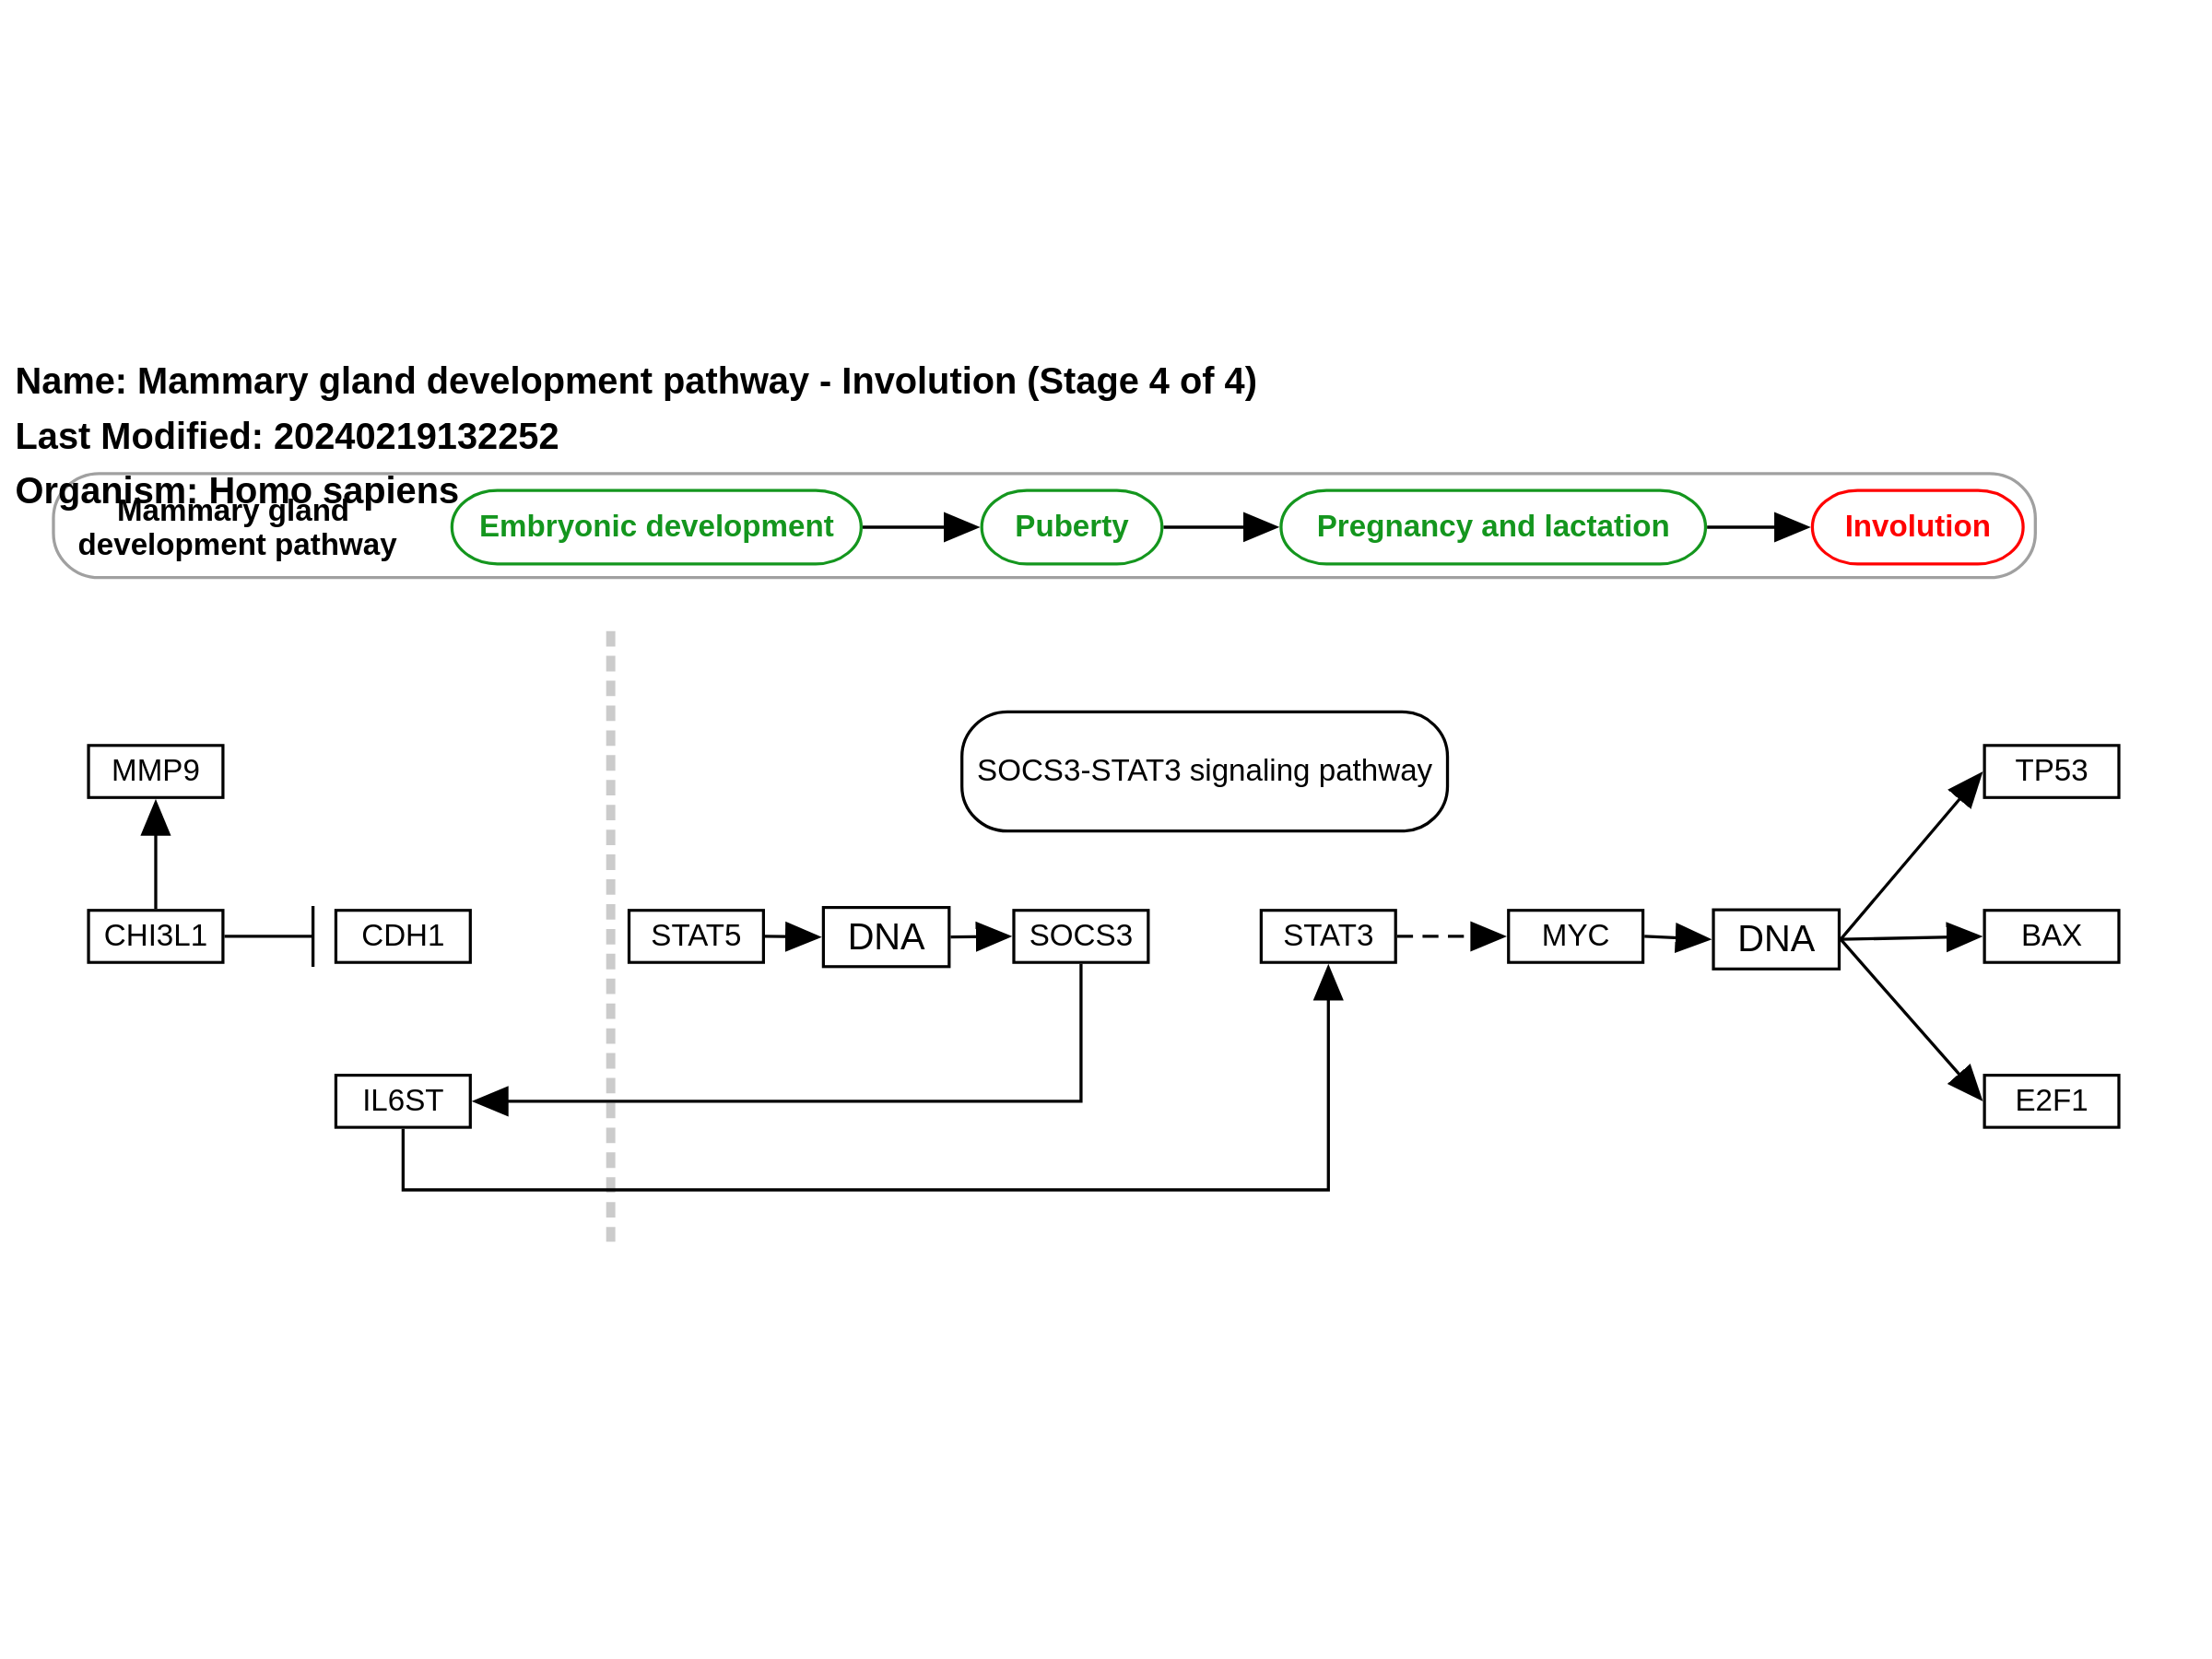 Name: Mammary gland development pathway - Involution (Stage 4 of 4)
Last Modified: 20240219132252
Organism: Homo sapiens
Mammary gland
development pathway
Embryonic development
Puberty
Pregnancy and lactation
Involution
SOCS3-STAT3 signaling pathway
MMP9
TP53
CHI3L1
CDH1
STAT5
DNA
SOCS3
STAT3
MYC
DNA
BAX
IL6ST
E2F1